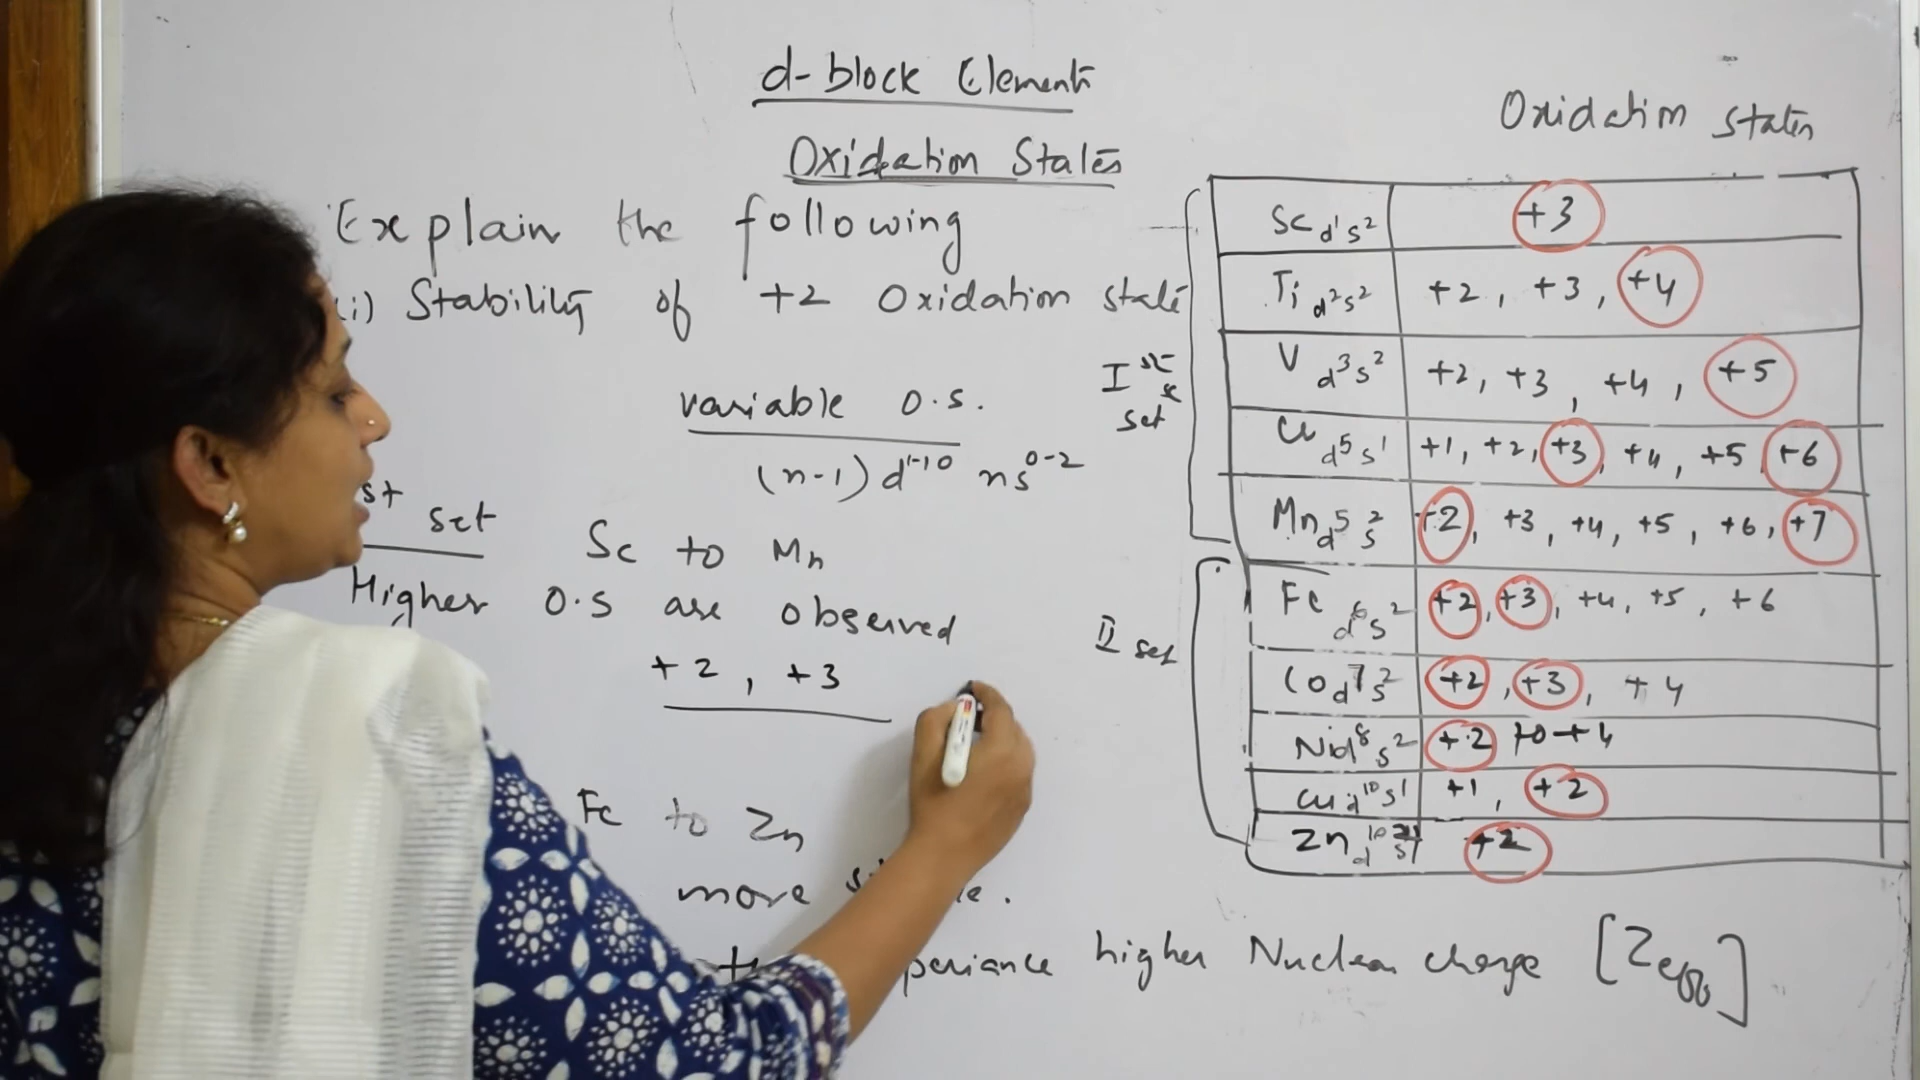 d-block Elements
Oxidation States
Explain the following
(i) Stability of +2 Oxidation state
variable O.S.
(n-1) d1-10 ns0-2
st set Sc to Mn
Higher O.S are observed
+2, +3
Fe to Zn
more
higher Nuclear charge [Zeff]
Oxidation states
Ist set
II set
Sc d1s2 +3
Ti d2s2 +2, +3, +4
V d3s2 +2, +3, +4, +5
Cr d5s1 +1, +2, +3, +4, +5 +6
Mn d5s2 +2, +3, +4, +5, +6, +7
Fe d6s2 +2, +3, +4, +5, +6
Co d7s2 +2, +3, +4
Ni d8s2 +2 to +4
Cu d10s1 +1, +2
Zn d10 +2